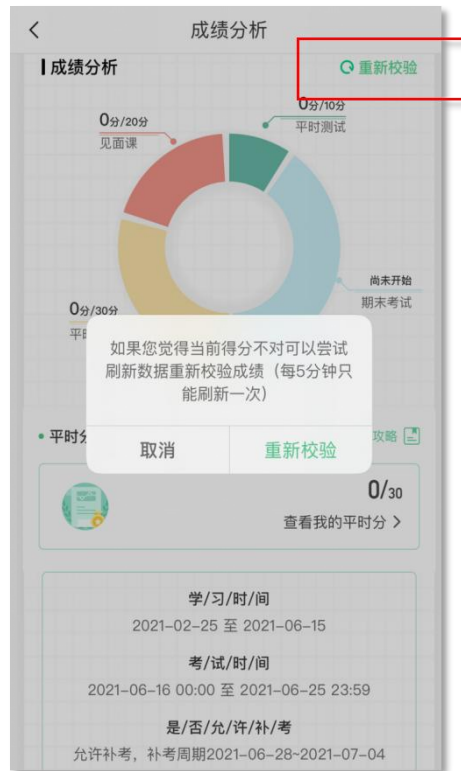 成绩分析
成绩分析
重新校验
0分/20分
见面课
0分/10分
平时测试
尚未开始
期末考试
0分/30分
平时
如果您觉得当前得分不对可以尝试
刷新数据重新校验成绩（每5分钟只
能刷新一次）
取消
重新校验
平时分
攻略
0/30
查看我的平时分 >
学/习/时/间
2021-02-25 至 2021-06-15
考/试/时/间
2021-06-16 00:00 至 2021-06-25 23:59
是/否/允/许/补/考
允许补考，补考周期2021-06-28~2021-07-04